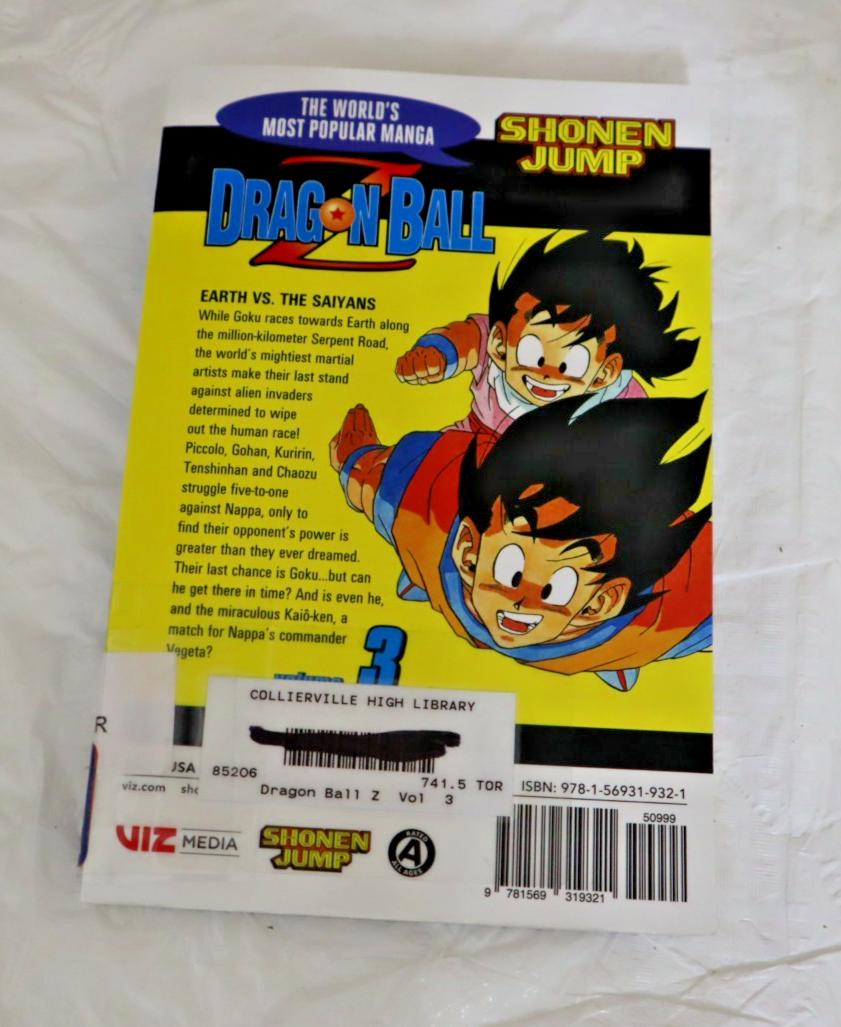 THE WORLD'S
MOST POPULAR MANGA
SHONEN
JUMP
DRAGON BALL
Z
EARTH VS. THE SAIYANS
While Goku races towards Earth along
the million-kilometer Serpent Road,
the world's mightiest martial
artists make their last stand
against alien invaders
determined to wipe
out the human race!
Piccolo, Gohan, Kuririn,
Tenshinhan and Chaozu
struggle five-to-one
against Nappa, only to
find their opponent's power is
greater than they ever dreamed.
Their last chance is Goku...but can
he get there in time? And is even he,
and the miraculous Kaiô-ken, a
match for Nappa's commander
Vegeta?
volume 3
COLLIERVILLE HIGH LIBRARY
85206
741.5 TOR
Dragon Ball Z Vol 3
R
USA
viz.com
ISBN: 978-1-56931-932-1
50999
VIZ MEDIA
SHONEN
JUMP
RATED
A
ALL AGES
9 781569 319321